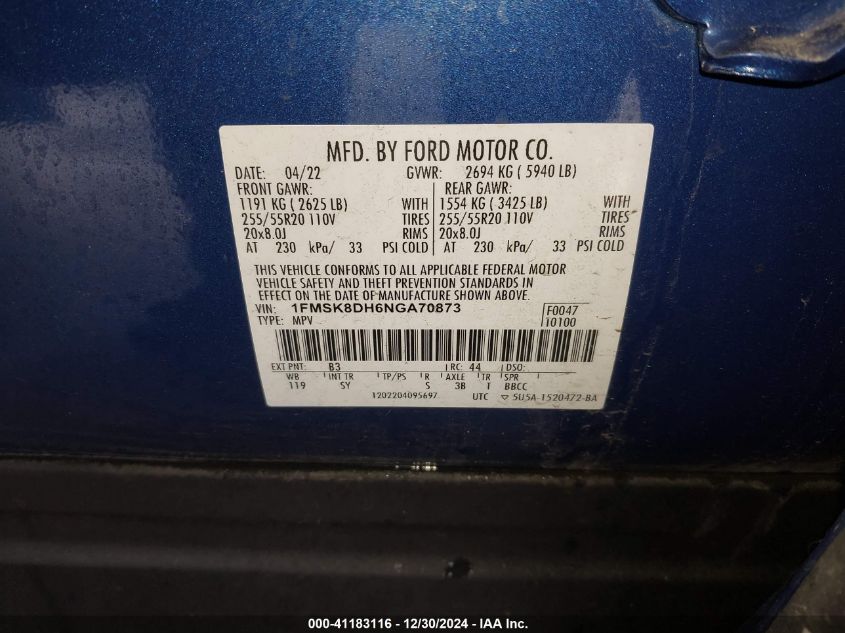 MFD. BY FORD MOTOR CO.
DATE: 04/22 GVWR: 2694 KG ( 5940 LB)
FRONT GAWR: REAR GAWR:
1191 KG ( 2625 LB) WITH 1554 KG ( 3425 LB) WITH
255/55R20 110V TIRES 255/55R20 110V TIRES
20x8.0J RIMS 20x8.0J RIMS
AT 230 kPa/ 33 PSI COLD AT 230 kPa/ 33 PSI COLD
THIS VEHICLE CONFORMS TO ALL APPLICABLE FEDERAL MOTOR
VEHICLE SAFETY AND THEFT PREVENTION STANDARDS IN
EFFECT ON THE DATE OF MANUFACTURE SHOWN ABOVE.
VIN: 1FMSK8DH6NGA70873 F0047
TYPE: MPV 10100
EXT PNT: B3 RC: 44 DSO:
WB INT TR TP/PS R AXLE TR SPR
119 SY S 3B I BBCC
1202204095697 UTC ▽ 5U5A-1520472-BA
000-41183116 - 12/30/2024 - IAA Inc.